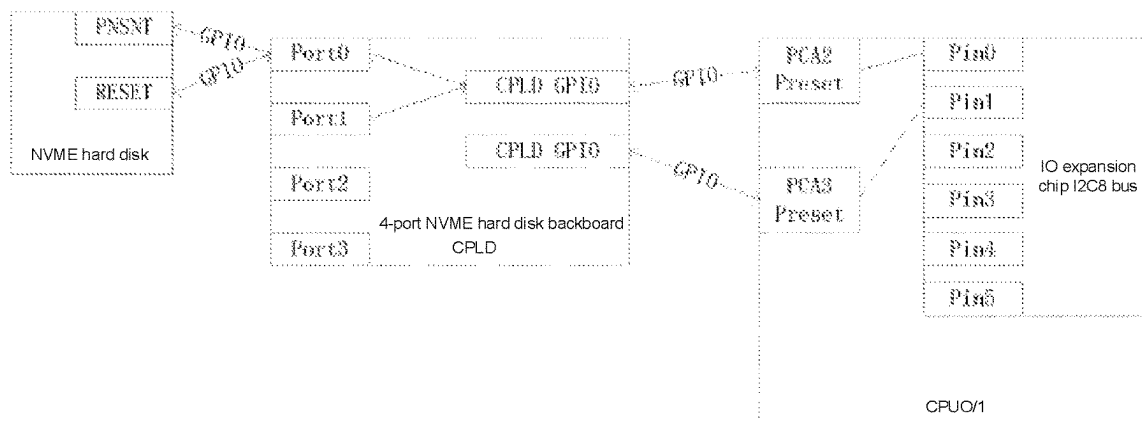 PNSNT
RESET
NVME hard disk
GPIO
GPIO
Port0
Port1
Port2
Port3
CPLD GPIO
CPLD GPIO
4-port NVME hard disk backboard
CPLD
GPIO
GPIO
PCA2
Preset
PCA3
Preset
Pin0
Pin1
Pin2
Pin3
Pin4
Pin5
IO expansion
chip I2C8 bus
CPUO/1